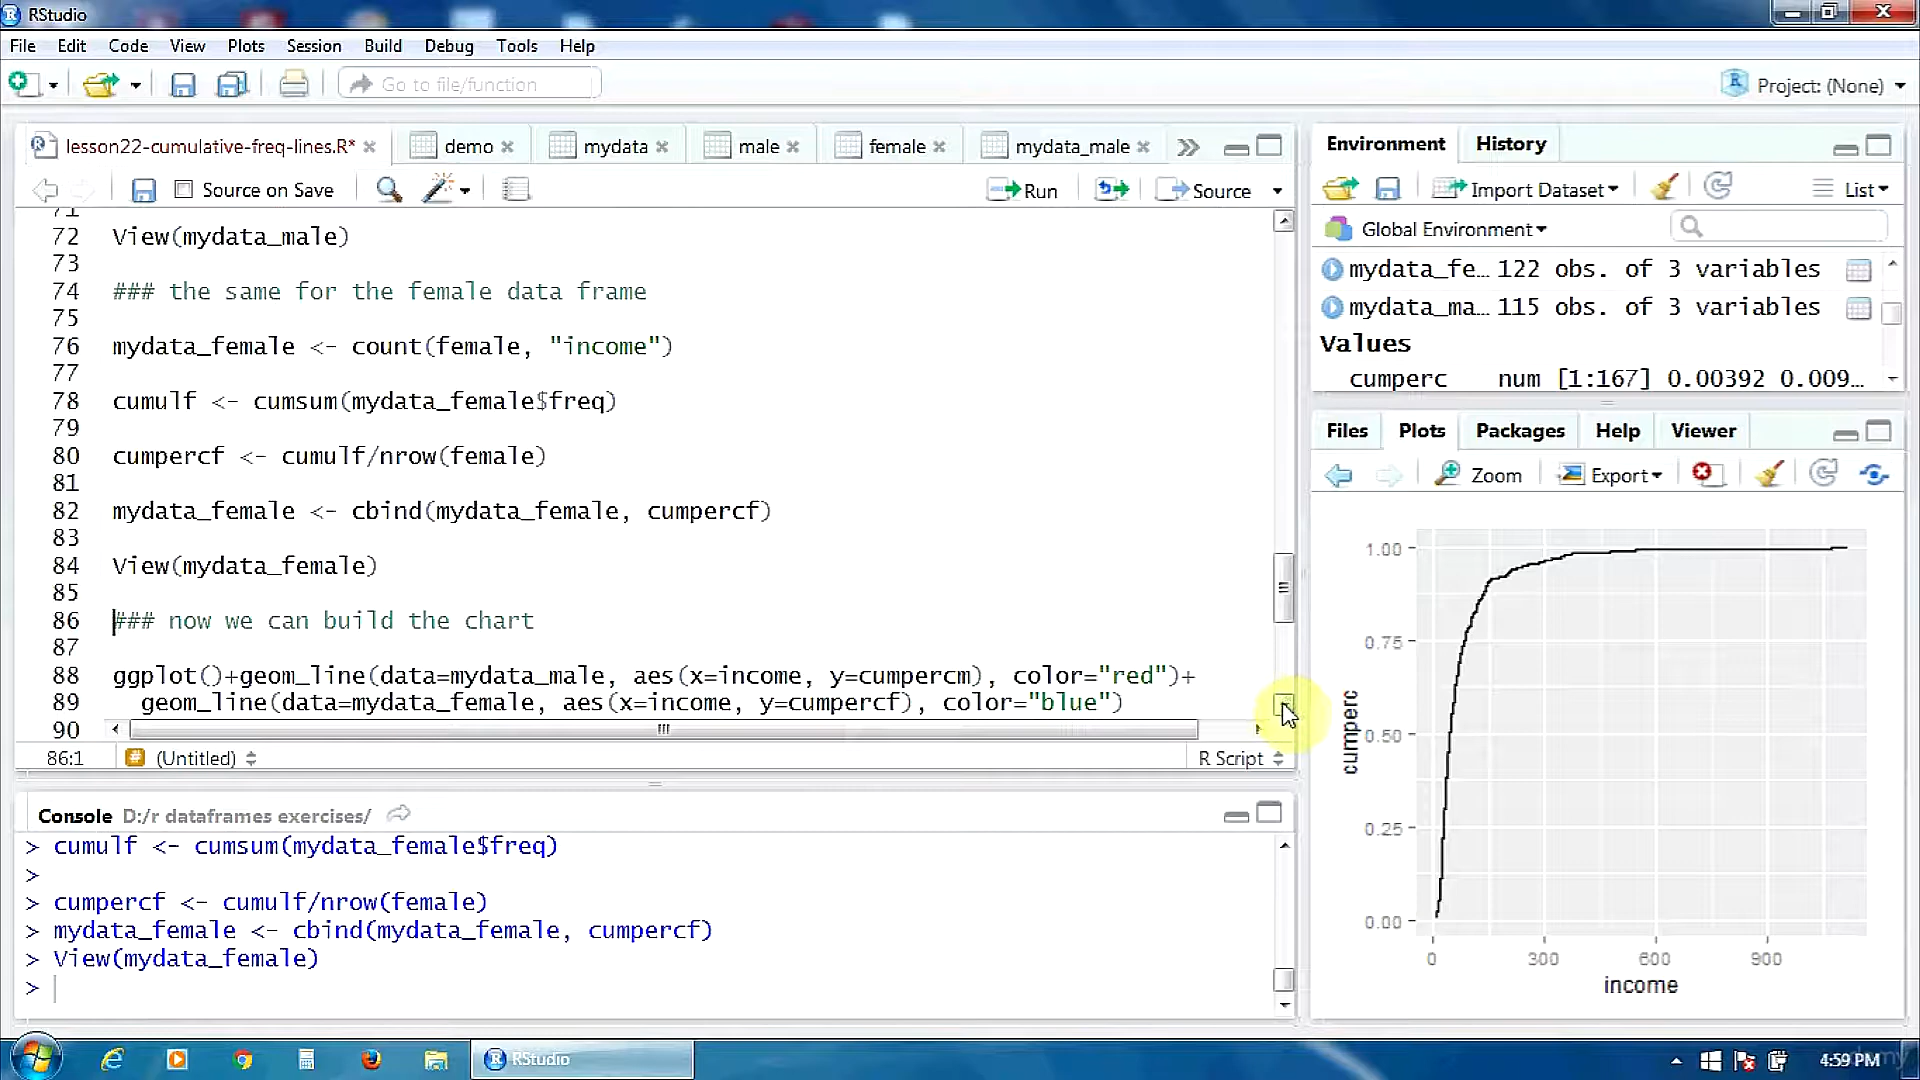 RStudio
File Edit Code View Plots Session Build Debug Tools Help
Go to file/function
Project: (None)
lesson22-cumulative-freq-lines.R*
demo
mydata
male
female
mydata_male
Source on Save
Run
Source
71
72 View(mydata_male)
73
74 ### the same for the female data frame
75
76 mydata_female <- count(female, "income")
77
78 cumulf <- cumsum(mydata_female$freq)
79
80 cumpercf <- cumulf/nrow(female)
81
82 mydata_female <- cbind(mydata_female, cumpercf)
83
84 View(mydata_female)
85
86 ### now we can build the chart
87
88 ggplot()+geom_line(data=mydata_male, aes(x=income, y=cumpercm), color="red")+
89 geom_line(data=mydata_female, aes(x=income, y=cumpercf), color="blue")
90
86:1 (Untitled) R Script
Console D:/r dataframes exercises/
> cumulf <- cumsum(mydata_female$freq)
>
> cumpercf <- cumulf/nrow(female)
> mydata_female <- cbind(mydata_female, cumpercf)
> View(mydata_female)
>
Environment History
Import Dataset
List
Global Environment
mydata_fe... 122 obs. of 3 variables
mydata_ma... 115 obs. of 3 variables
Values
cumperc num [1:167] 0.00392 0.009...
Files Plots Packages Help Viewer
Zoom Export
1.00
0.75
0.50
0.25
0.00
cumperc
0 300 600 900
income
RStudio
4:59 PM